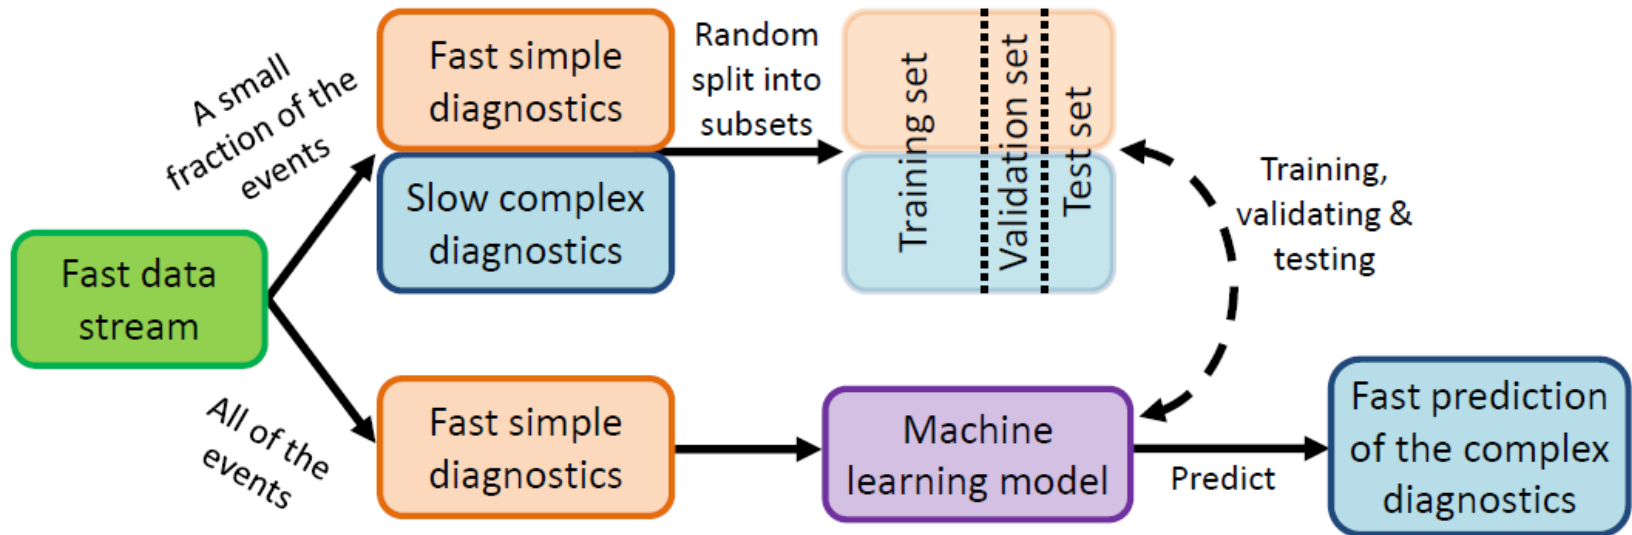 Fast data
stream
A small
fraction of the
events
All of the
events
Fast simple
diagnostics
Slow complex
diagnostics
Random
split into
subsets
Training set
Validation set
Test set
Training,
validating &
testing
Fast simple
diagnostics
Machine
learning model
Predict
Fast prediction
of the complex
diagnostics